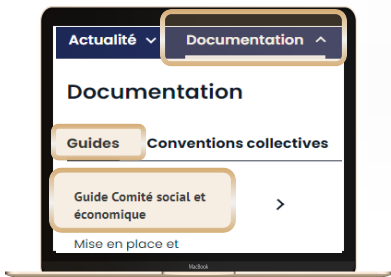 Actualité Documentation
Documentation
Guides Conventions collectives
Guide Comité social et
économique
Mise en place et
MacBook